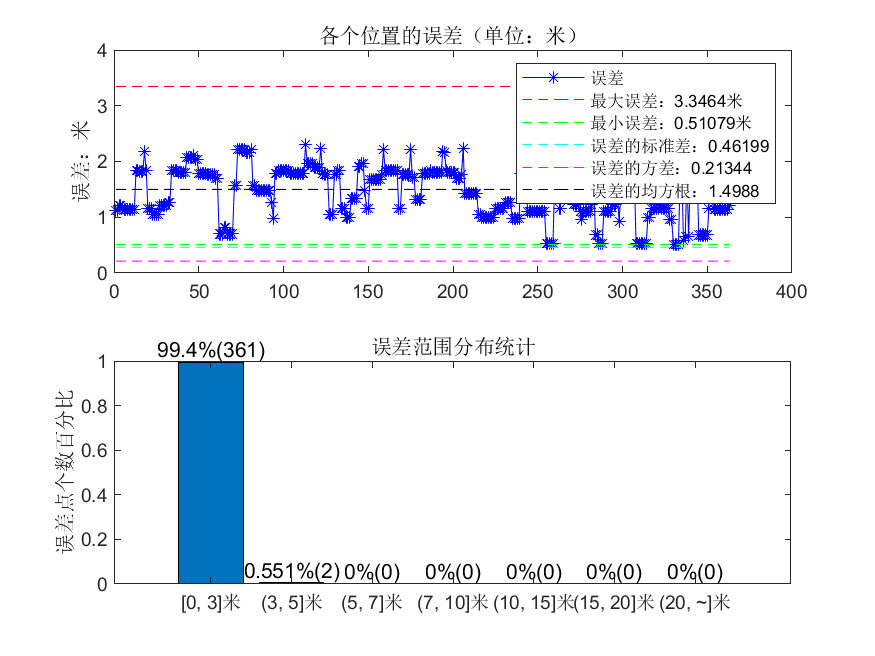 各个位置的误差（单位：米）
4
3
2
1
0
误差：米
误差
最大误差：3.3464米
最小误差：0.51079米
误差的标准差：0.46199
误差的方差：0.21344
误差的均方根：1.4988
0 50 100 150 200 250 300 350 400
误差范围分布统计
1
0.8
0.6
0.4
0.2
0
误差点个数百分比
99.4%(361)
0.551%(2) 0%(0) 0%(0) 0%(0) 0%(0) 0%(0)
[0, 3]米 (3, 5]米 (5, 7]米 (7, 10]米 (10, 15]米 (15, 20]米 (20, ~]米